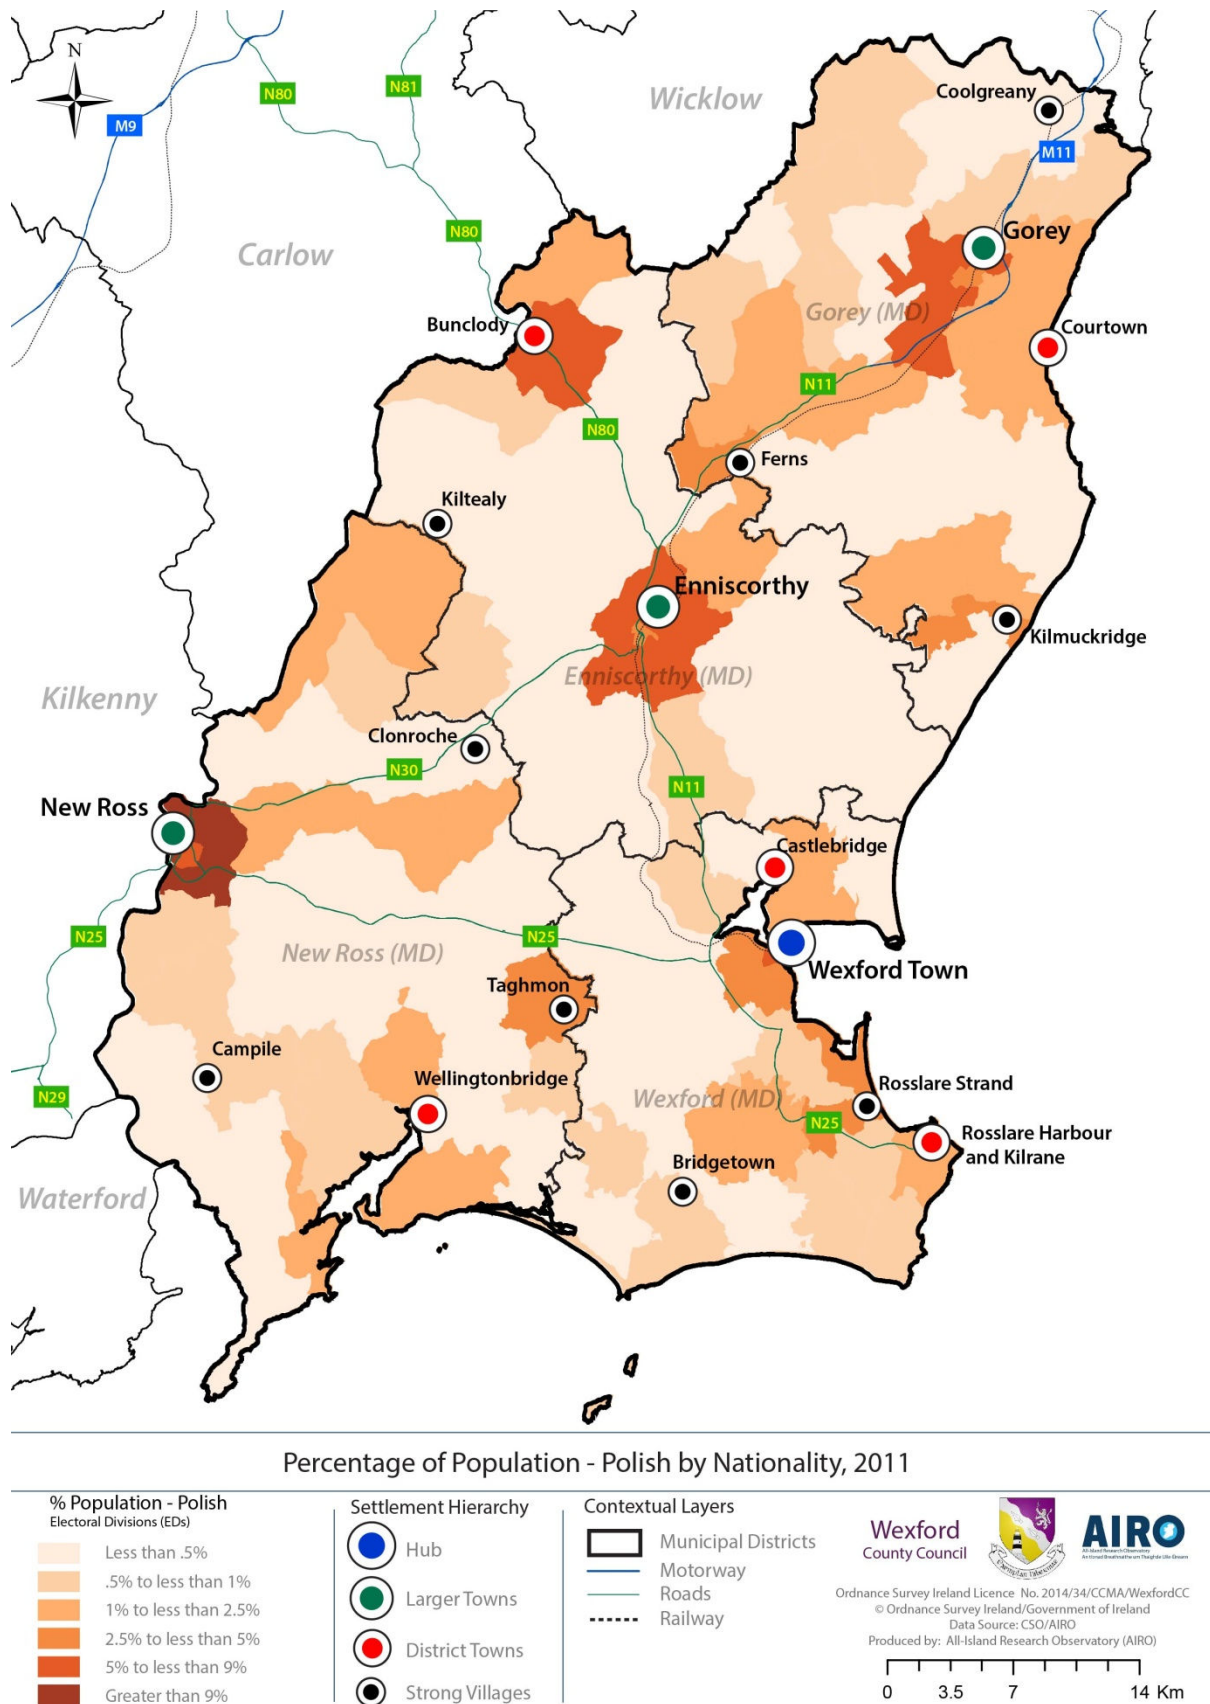 N
N80
N81
Wicklow
Coolgreany
M9
M11
N80
Carlow
Gorey
Bunclody
Gorey (MD)
Courtown
N11
N80
Ferns
Kiltealy
Enniscorthy
Kilmuckridge
Enniscorthy (MD)
Kilkenny
Clonroche
N30
N11
New Ross
Castlebridge
N25
N25
New Ross (MD)
Wexford Town
Taghmon
Campile
Wellingtonbridge
Rosslare Strand
N29
Wexford (MD)
N25
Rosslare Harbour
and Kilrane
Bridgetown
Waterford
Percentage of Population - Polish by Nationality, 2011
% Population - Polish
Electoral Divisions (EDs)
Less than .5%
.5% to less than 1%
1% to less than 2.5%
2.5% to less than 5%
5% to less than 9%
Greater than 9%
Settlement Hierarchy
Hub
Larger Towns
District Towns
Strong Villages
Contextual Layers
Municipal Districts
Motorway
Roads
Railway
Wexford
County Council
AIRO
All-Island Research Observatory
Ordnance Survey Ireland Licence No. 2014/34/CCMA/WexfordCC
© Ordnance Survey Ireland/Government of Ireland
Data Source: CSO/AIRO
Produced by: All-Island Research Observatory (AIRO)
0 3.5 7 14 Km